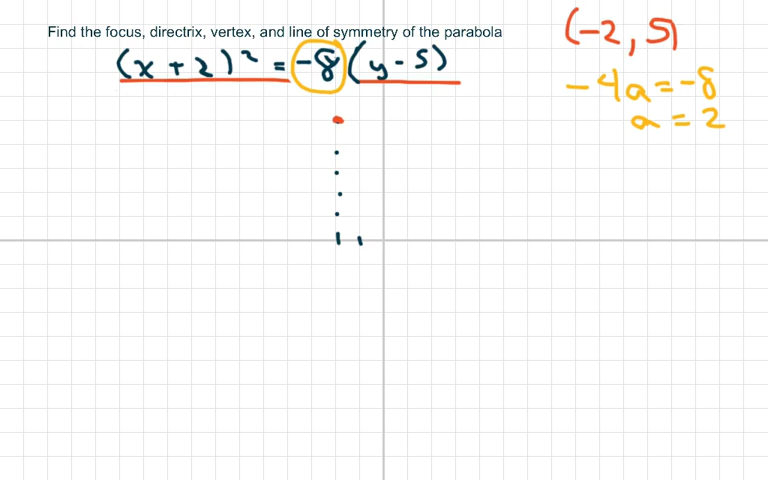 Find the focus, directrix, vertex, and line of symmetry of the parabola
(x + 2)² = -8(y - 5)
(-2, 5)
-4a = -8
a = 2